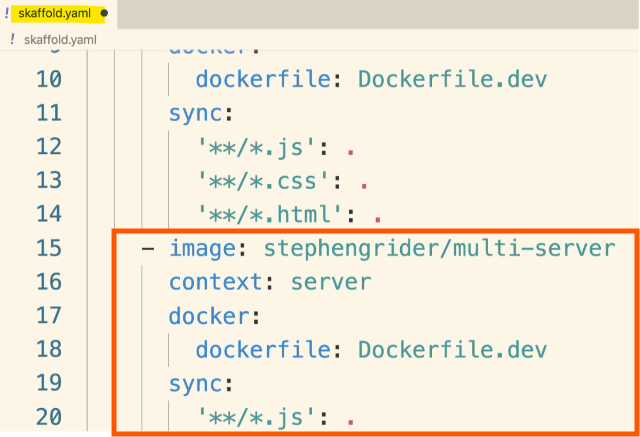 ! skaffold.yaml ●
! skaffold.yaml
9 docker:
10 dockerfile: Dockerfile.dev
11 sync:
12 '**/*.js': .
13 '**/*.css': .
14 '**/*.html': .
15 - image: stephengrider/multi-server
16 context: server
17 docker:
18 dockerfile: Dockerfile.dev
19 sync:
20 '**/*.js': .